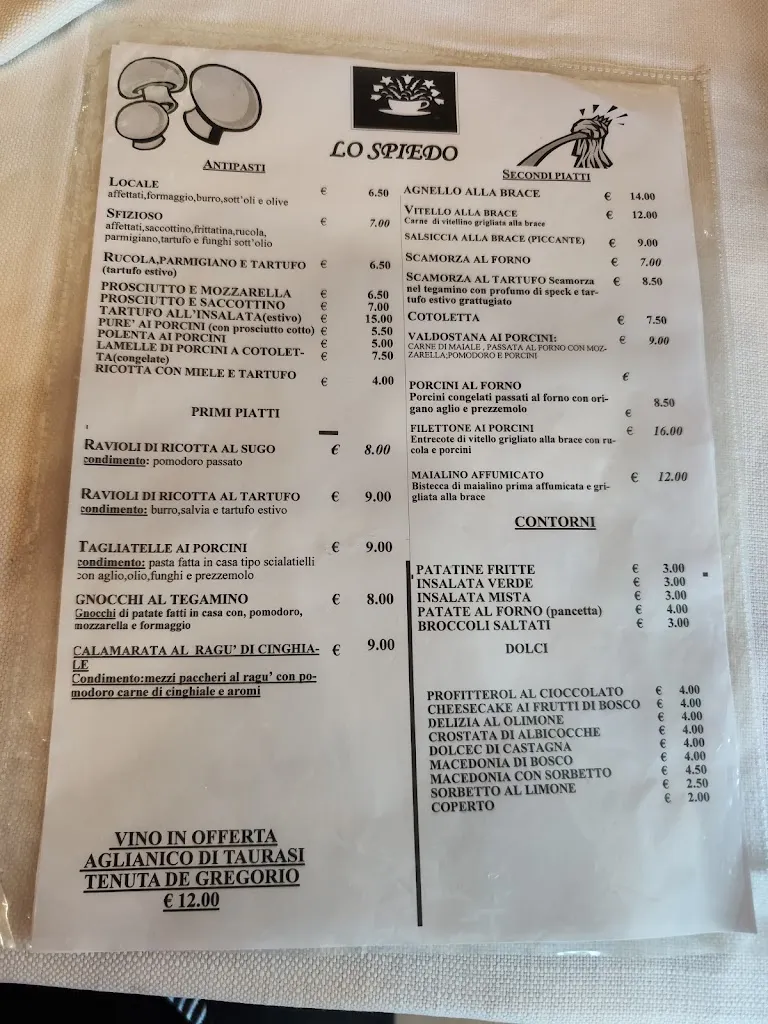 LO SPIEDO
ANTIPASTI
LOCALE € 6.50
affettati,formaggio,burro,sott'oli e olive
SFIZIOSO € 7.00
affettati,saccottino,frittatina,rucola,
parmigiano,tartufo e funghi sott'olio
RUCOLA,PARMIGIANO E TARTUFO € 6.50
(tartufo estivo)
PROSCIUTTO E MOZZARELLA € 6.50
PROSCIUTTO E SACCOTTINO € 7.00
TARTUFO ALL'INSALATA(estivo) € 15.00
PURE' AI PORCINI (con prosciutto cotto) € 5.50
POLENTA AI PORCINI € 5.00
LAMELLE DI PORCINI A COTOLET- € 7.50
TA(congelate)
RICOTTA CON MIELE E TARTUFO € 4.00
PRIMI PIATTI
RAVIOLI DI RICOTTA AL SUGO € 8.00
condimento: pomodoro passato
RAVIOLI DI RICOTTA AL TARTUFO € 9.00
condimento: burro,salvia e tartufo estivo
TAGLIATELLE AI PORCINI € 9.00
condimento: pasta fatta in casa tipo scialatielli
con aglio,olio,funghi e prezzemolo
GNOCCHI AL TEGAMINO € 8.00
Gnocchi di patate fatti in casa con, pomodoro,
mozzarella e formaggio
CALAMARATA AL RAGU' DI CINGHIA- € 9.00
LE
Condimento:mezzi paccheri al ragu' con po-
modoro carne di cinghiale e aromi
VINO IN OFFERTA
AGLIANICO DI TAURASI
TENUTA DE GREGORIO
€ 12.00
SECONDI PIATTI
AGNELLO ALLA BRACE € 14.00
VITELLO ALLA BRACE € 12.00
Carne di vitellino grigliata alla brace
SALSICCIA ALLA BRACE (PICCANTE) € 9.00
SCAMORZA AL FORNO € 7.00
SCAMORZA AL TARTUFO Scamorza € 8.50
nel tegamino con profumo di speck e tar-
tufo estivo grattugiato
COTOLETTA € 7.50
VALDOSTANA AI PORCINI: € 9.00
CARNE DI MAIALE , PASSATA AL FORNO CON MOZ-
ZARELLA,POMODORO E PORCINI
€
PORCINI AL FORNO
Porcini congelati passati al forno con ori- 8.50
gano aglio e prezzemolo €
FILETTONE AI PORCINI € 16.00
Entrecote di vitello grigliato alla brace con ru-
cola e porcini
MAIALINO AFFUMICATO € 12.00
Bistecca di maialino prima affumicata e gri-
gliata alla brace
CONTORNI
PATATINE FRITTE € 3.00
INSALATA VERDE € 3.00
INSALATA MISTA € 3.00
PATATE AL FORNO (pancetta) € 4.00
BROCCOLI SALTATI € 3.00
DOLCI
PROFITTEROL AL CIOCCOLATO € 4.00
CHEESECAKE AI FRUTTI DI BOSCO € 4.00
DELIZIA AL OLIMONE € 4.00
CROSTATA DI ALBICOCCHE € 4.00
DOLCEC DI CASTAGNA € 4.00
MACEDONIA DI BOSCO € 4.00
MACEDONIA CON SORBETTO € 4.50
SORBETTO AL LIMONE € 2.50
COPERTO € 2.00